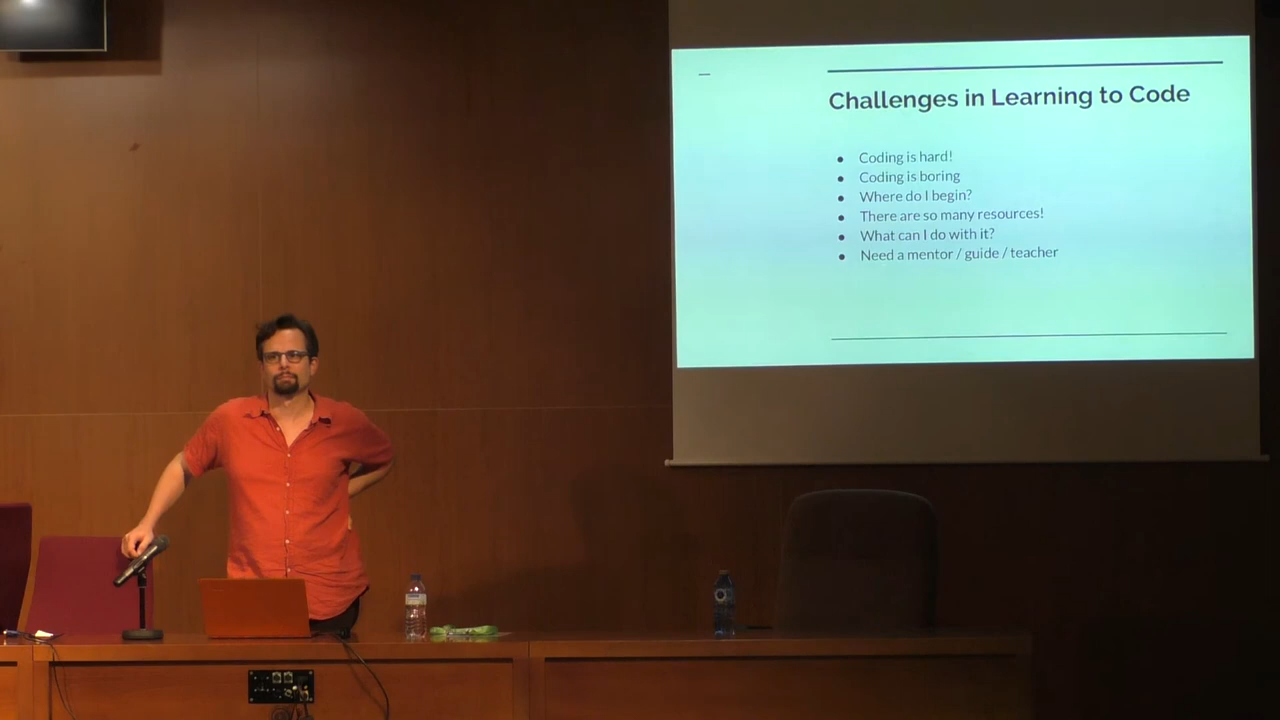 Challenges in Learning to Code
● Coding is hard!
● Coding is boring
● Where do I begin?
● There are so many resources!
● What can I do with it?
● Need a mentor / guide / teacher